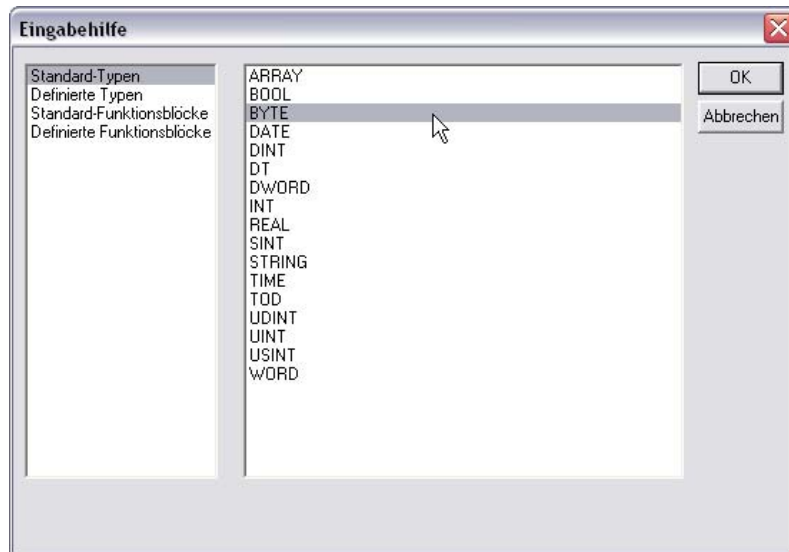 Eingabehilfe
Standard-Typen
Definierte Typen
Standard-Funktionsblöcke
Definierte Funktionsblöcke
ARRAY
BOOL
BYTE
DATE
DINT
DT
DWORD
INT
REAL
SINT
STRING
TIME
TOD
UDINT
UINT
USINT
WORD
OK
Abbrechen